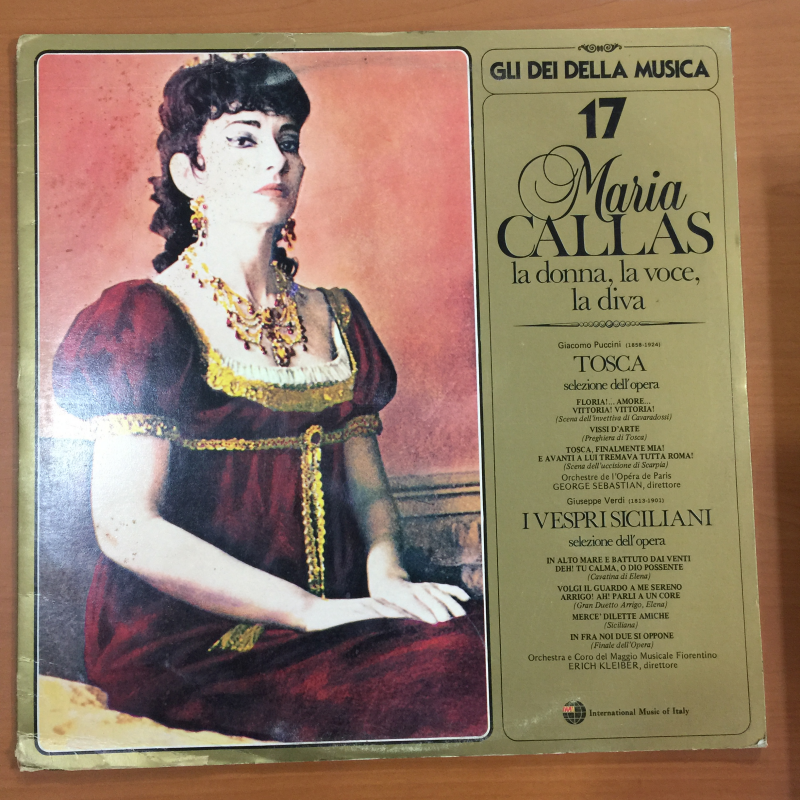 GLI DEI DELLA MUSICA
17
Maria
CALLAS
la donna, la voce,
la diva
Giacomo Puccini (1858-1924)
TOSCA
selezione dell'opera
FLORIA!... AMORE...
VITTORIA! VITTORIA!
(Scena dell'invettiva di Cavaradossi)
VISSI D'ARTE
(Preghiera di Tosca)
TOSCA, FINALMENTE MIA!
E AVANTI A LUI TREMAVA TUTTA ROMA!
(Scena dell'uccisione di Scarpia)
Orchestre de l'Opéra de Paris
GEORGE SEBASTIAN, direttore
Giuseppe Verdi (1813-1901)
I VESPRI SICILIANI
selezione dell'opera
IN ALTO MARE E BATTUTO DAI VENTI
DEH! TU CALMA, O DIO POSSENTE
(Cavatina di Elena)
VOLGI IL GUARDO A ME SERENO
ARRIGO! AH! PARLI A UN CORE
(Gran Duetto Arrigo, Elena)
MERCE' DILETTE AMICHE
(Siciliana)
IN FRA NOI DUE SI OPPONE
(Finale dell'Opera)
Orchestra e Coro del Maggio Musicale Fiorentino
ERICH KLEIBER, direttore
International Music of Italy